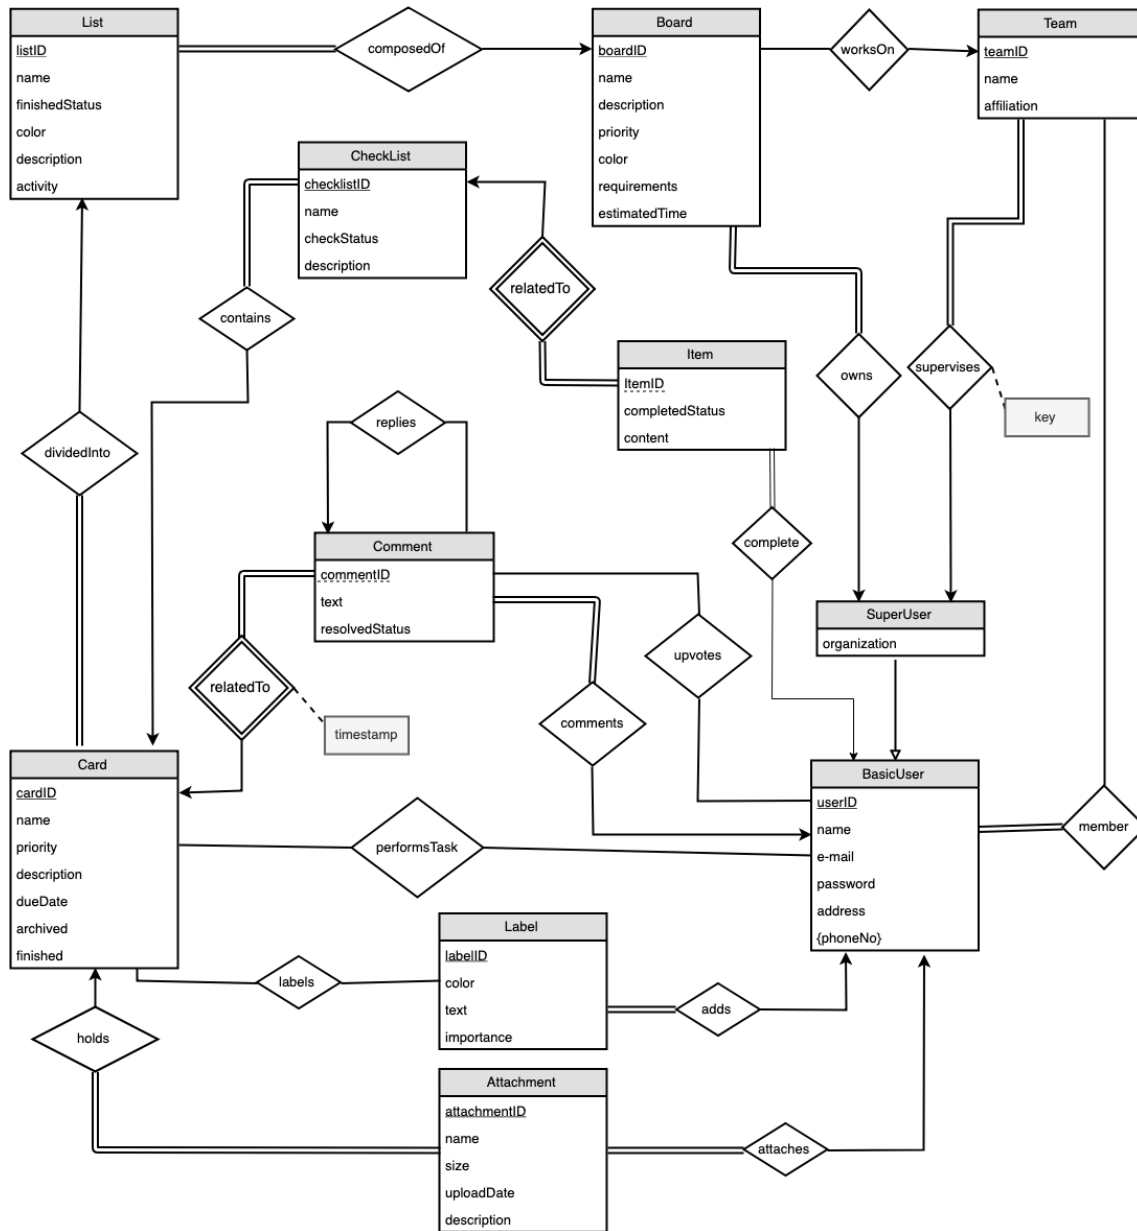 List
listID
name
finishedStatus
color
description
activity
composedOf
Board
boardID
name
description
priority
color
requirements
estimatedTime
worksOn
Team
teamID
name
affiliation
CheckList
checklistID
name
checkStatus
description
contains
relatedTo
Item
ItemID
completedStatus
content
owns
supervises
key
dividedInto
replies
Comment
commentID
text
resolvedStatus
complete
SuperUser
organization
relatedTo
timestamp
upvotes
comments
Card
cardID
name
priority
description
dueDate
archived
finished
performsTask
BasicUser
userID
name
e-mail
password
address
{phoneNo}
member
labels
Label
labelID
color
text
importance
adds
holds
Attachment
attachmentID
name
size
uploadDate
description
attaches